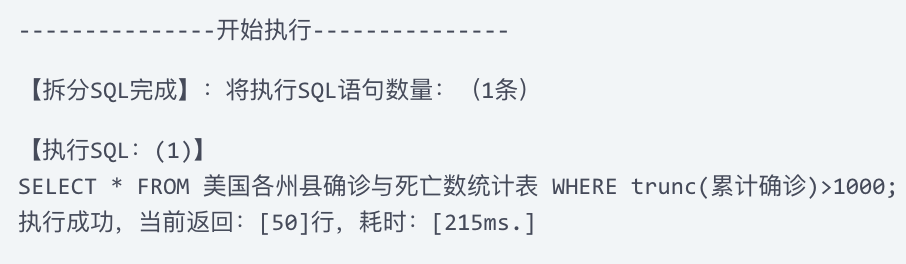 ---------------开始执行---------------
【拆分SQL完成】：将执行SQL语句数量：（1条）
【执行SQL：(1)】
SELECT * FROM 美国各州县确诊与死亡数统计表 WHERE trunc(累计确诊)>1000;
执行成功，当前返回：[50]行，耗时：[215ms.]